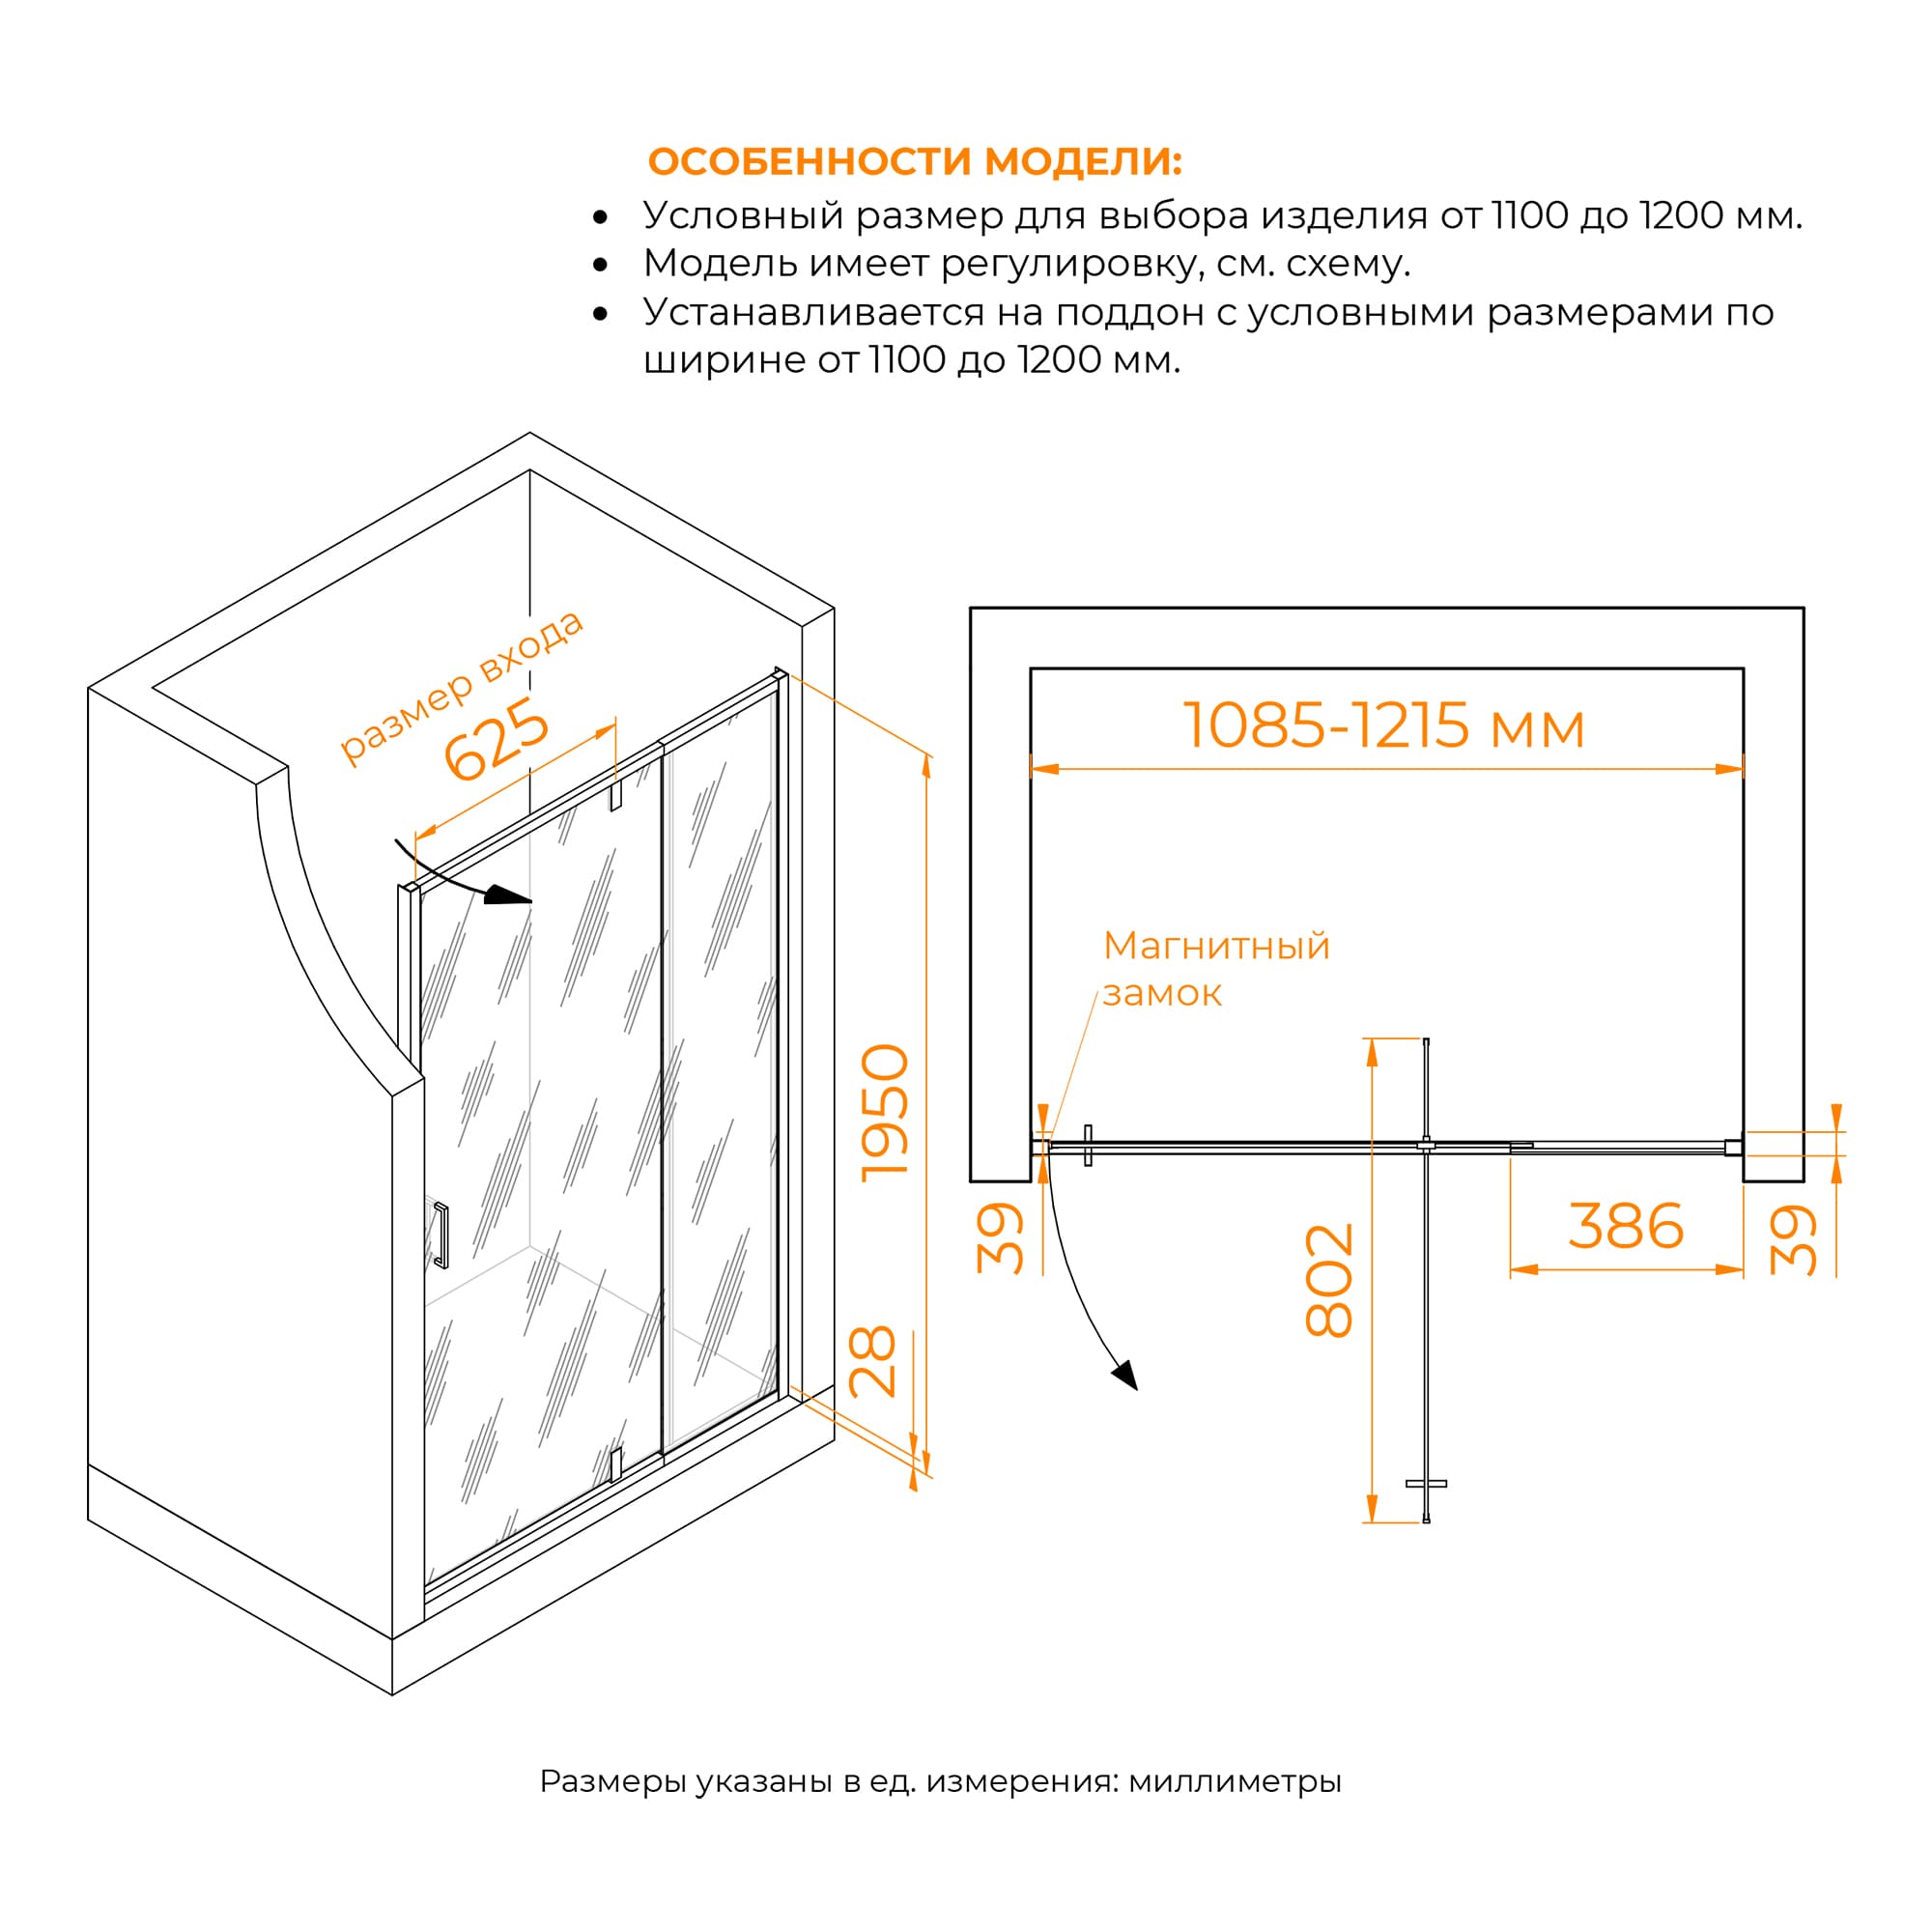 ОСОБЕННОСТИ МОДЕЛИ:
• Условный размер для выбора изделия от 1100 до 1200 мм.
• Модель имеет регулировку, см. схему.
• Устанавливается на поддон с условными размерами по
ширине от 1100 до 1200 мм.
размер входа
625
1950
28
1085-1215 мм
Магнитный
замок
39
802
386
39
Размеры указаны в ед. измерения: миллиметры